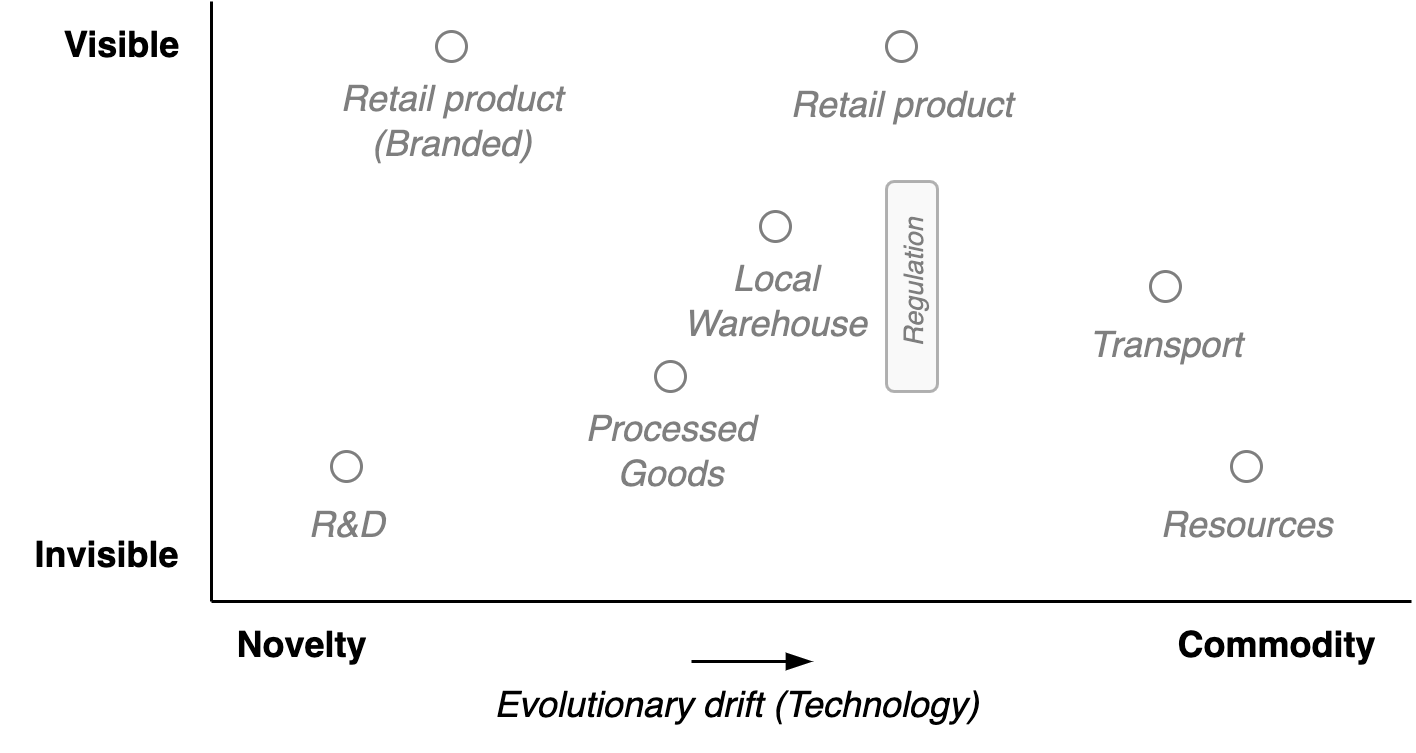 Visible
Retail product
(Branded)
Retail product
Regulation
Local
Warehouse
Transport
Processed
Goods
R&D
Resources
Invisible
Novelty
Commodity
Evolutionary drift (Technology)